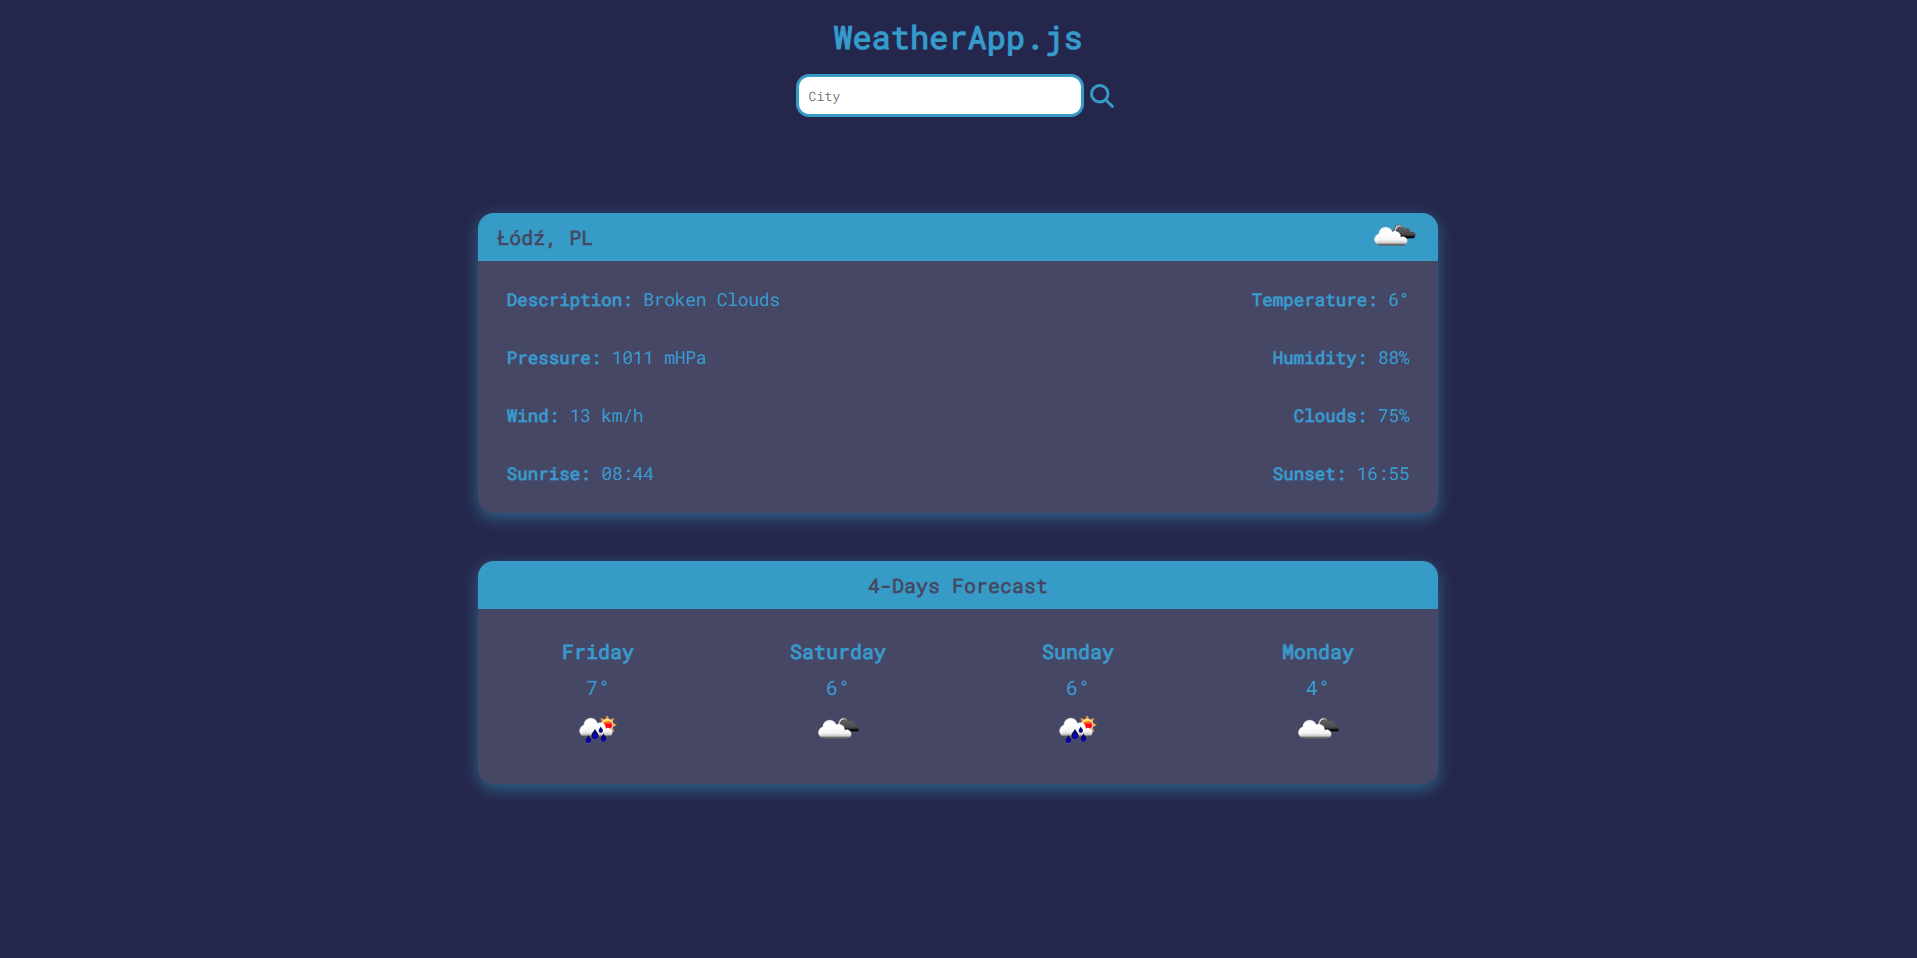 WeatherApp.js
City
Łódź, PL
Description: Broken Clouds
Temperature: 6°
Pressure: 1011 mHPa
Humidity: 88%
Wind: 13 km/h
Clouds: 75%
Sunrise: 08:44
Sunset: 16:55
4-Days Forecast
Friday
7°
Saturday
6°
Sunday
6°
Monday
4°